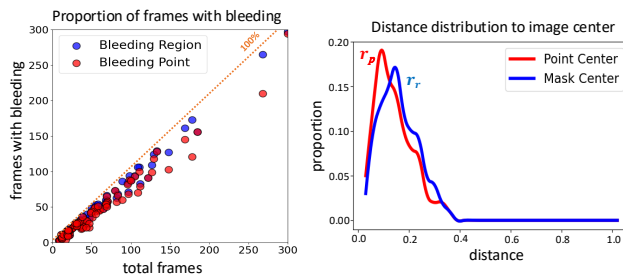 Proportion of frames with bleeding
300
250
200
150
100
50
0
frames with bleeding
Bleeding Region
Bleeding Point
100%
50
100
150
200
250
300
total frames
Distance distribution to image center
0.20
0.15
0.10
0.05
0.00
proportion
r_p
r_r
Point Center
Mask Center
0.0
0.2
0.4
0.6
0.8
1.0
distance